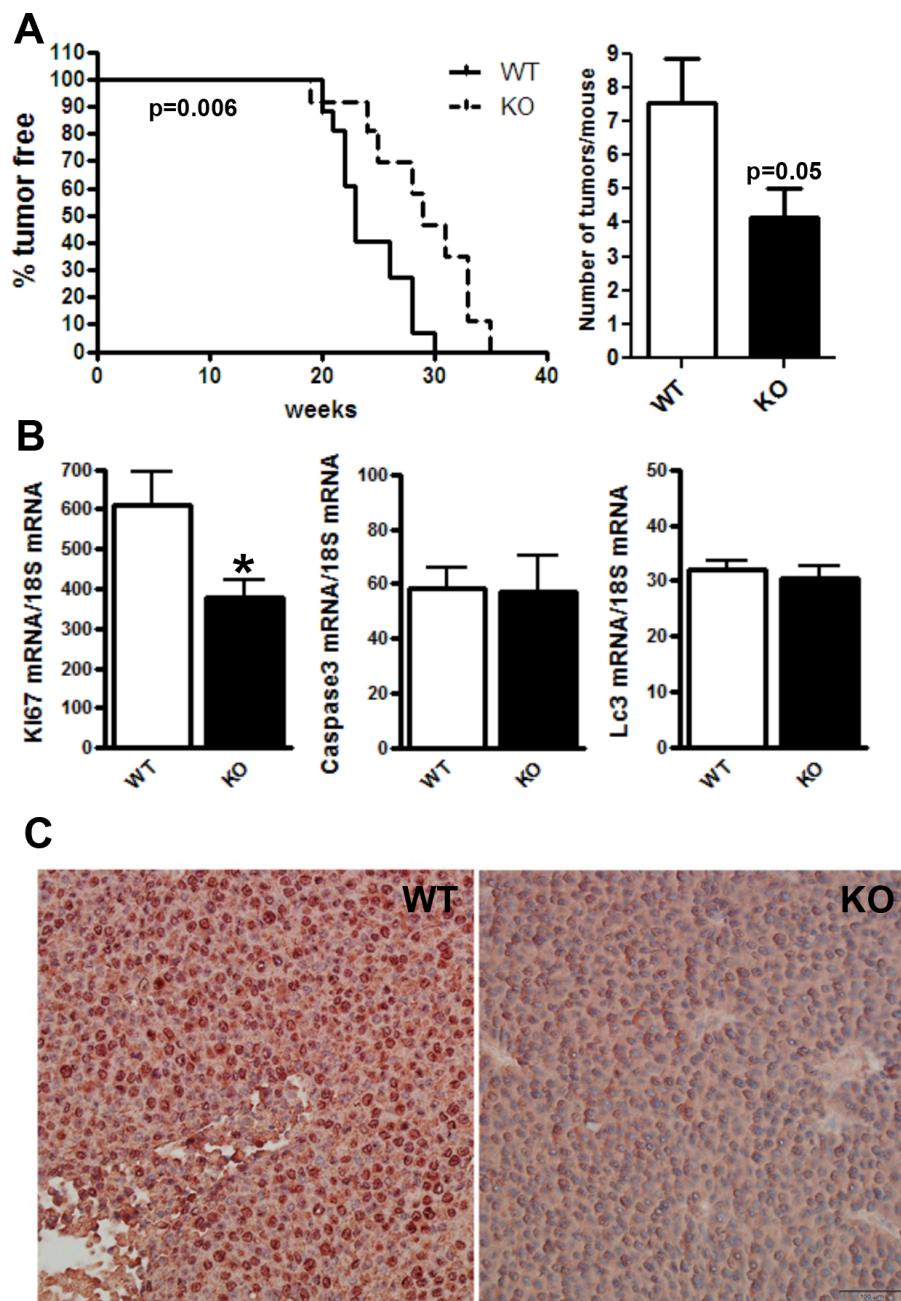 A
110
100
90
80
70
60
50
40
30
20
10
0
% tumor free
p=0.006
WT
KO
0 10 20 30 40
weeks
9
8
7
6
5
4
3
2
1
0
Number of tumors/mouse
p=0.05
WT KO
B
700
600
500
400
300
200
100
0
KI67 mRNA/18S mRNA
*
WT KO
100
80
60
40
20
0
Caspase3 mRNA/18S mRNA
WT KO
50
40
30
20
10
0
Lc3 mRNA/18S mRNA
WT KO
C
WT
KO
100 µm